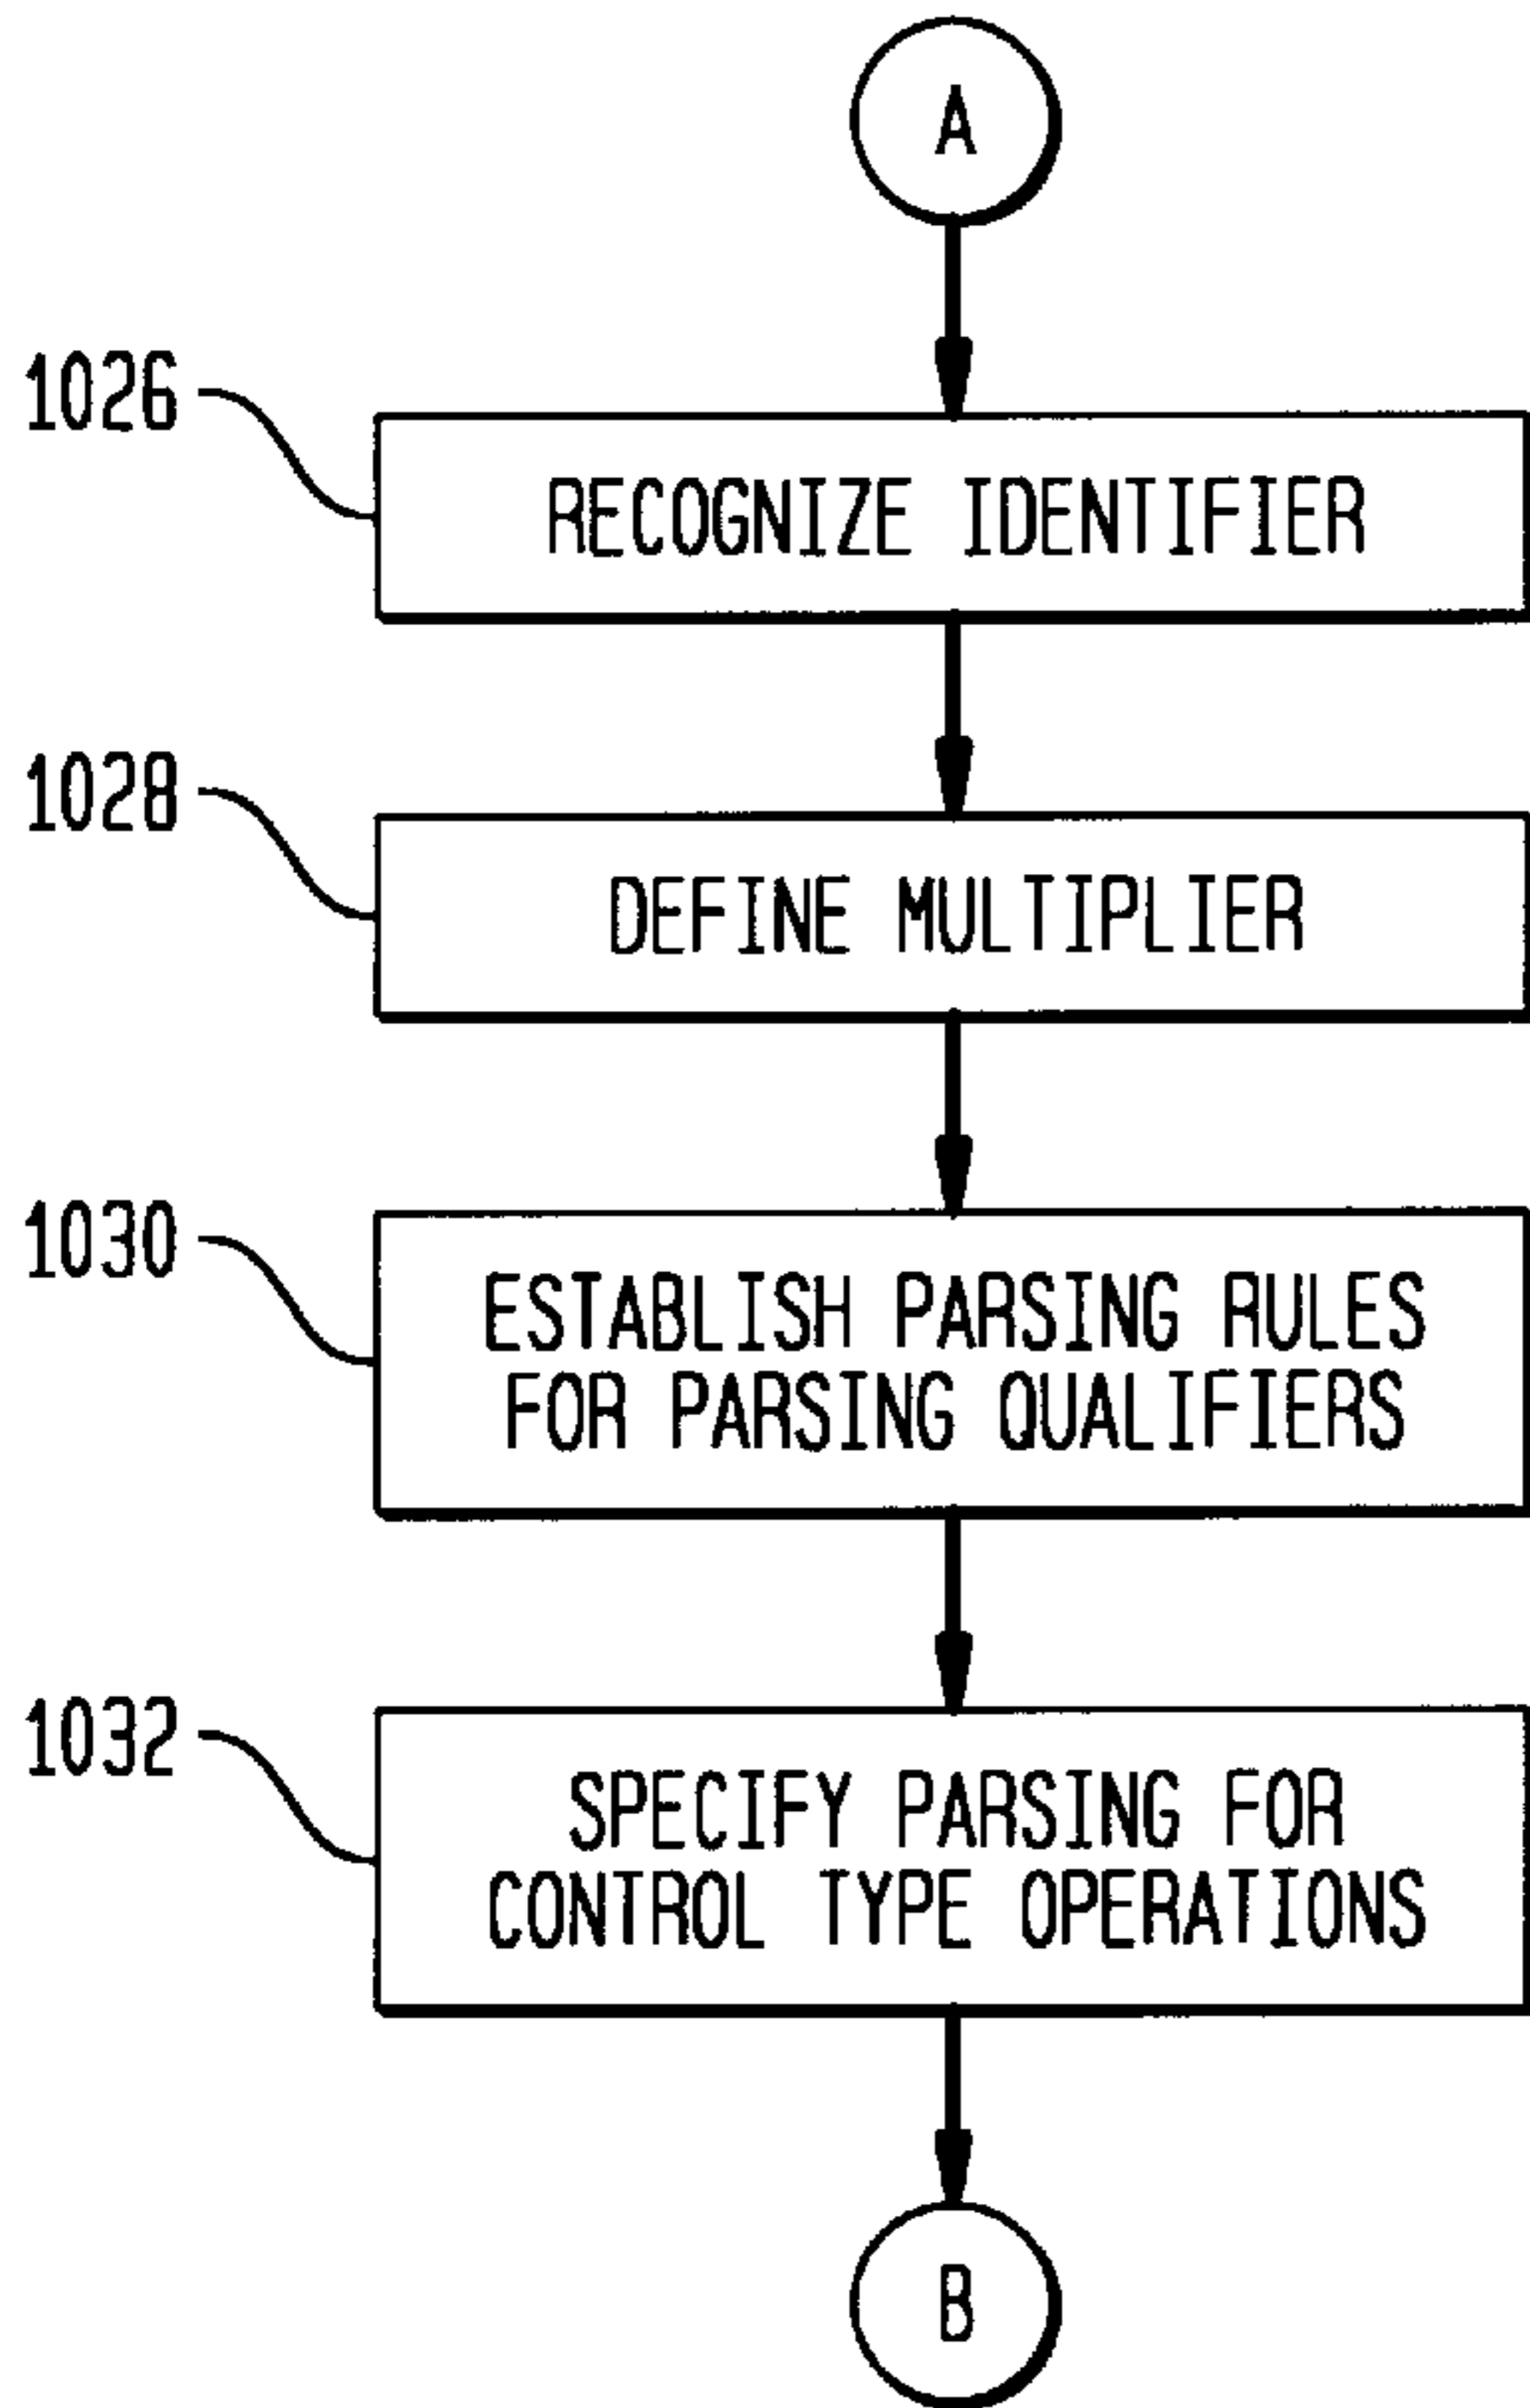 A
1026
RECOGNIZE IDENTIFIER
1028
DEFINE MULTIPLIER
1030
ESTABLISH PARSING RULES
FOR PARSING QUALIFIERS
1032
SPECIFY PARSING FOR
CONTROL TYPE OPERATIONS
B